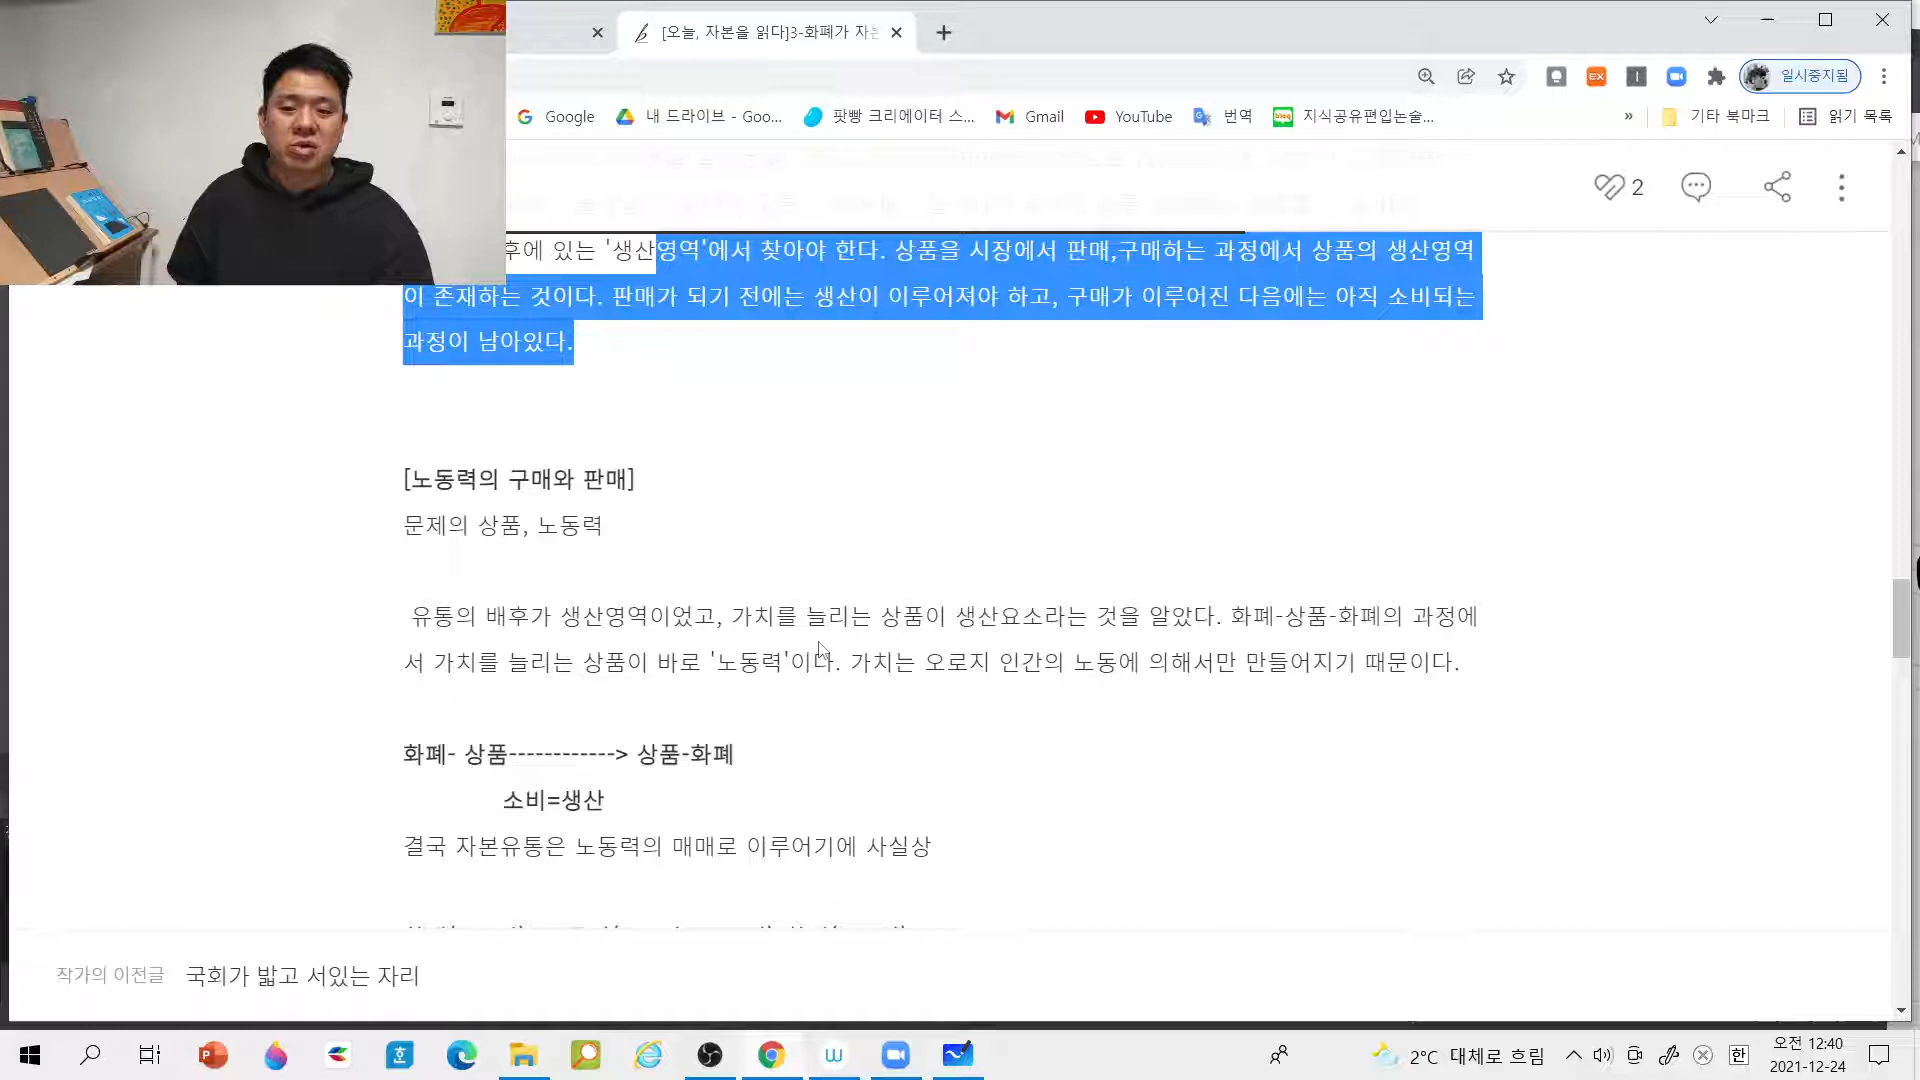 [오늘, 자본을 읽다]3-화폐가 자
일시중지됨
Google
내 드라이브 - Goo...
팟빵 크리에이터 스...
Gmail
YouTube
번역
지식공유편입논술...
»
기타 북마크
읽기 목록
2
후에 있는 '생산영역'에서 찾아야 한다. 상품을 시장에서 판매,구매하는 과정에서 상품의 생산영역
이 존재하는 것이다. 판매가 되기 전에는 생산이 이루어져야 하고, 구매가 이루어진 다음에는 아직 소비되는
과정이 남아있다.
[노동력의 구매와 판매]
문제의 상품, 노동력
유통의 배후가 생산영역이었고, 가치를 늘리는 상품이 생산요소라는 것을 알았다. 화폐-상품-화폐의 과정에
서 가치를 늘리는 상품이 바로 '노동력'이다. 가치는 오로지 인간의 노동에 의해서만 만들어지기 때문이다.
화폐- 상품------------> 상품-화폐
소비=생산
결국 자본유통은 노동력의 매매로 이루어기에 사실상
작가의 이전글 국회가 밟고 서있는 자리
2°C 대체로 흐림
한
오전 12:40
2021-12-24